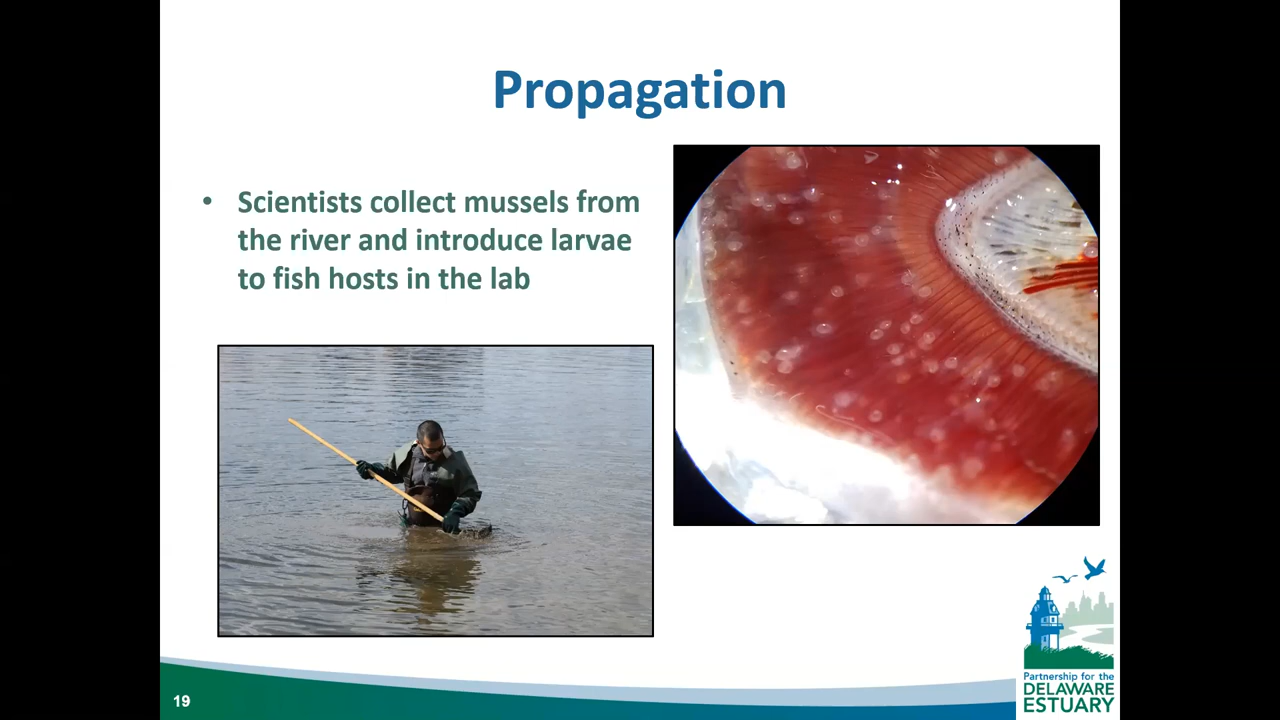 Propagation
• Scientists collect mussels from
the river and introduce larvae
to fish hosts in the lab
19
Partnership for the
DELAWARE
ESTUARY